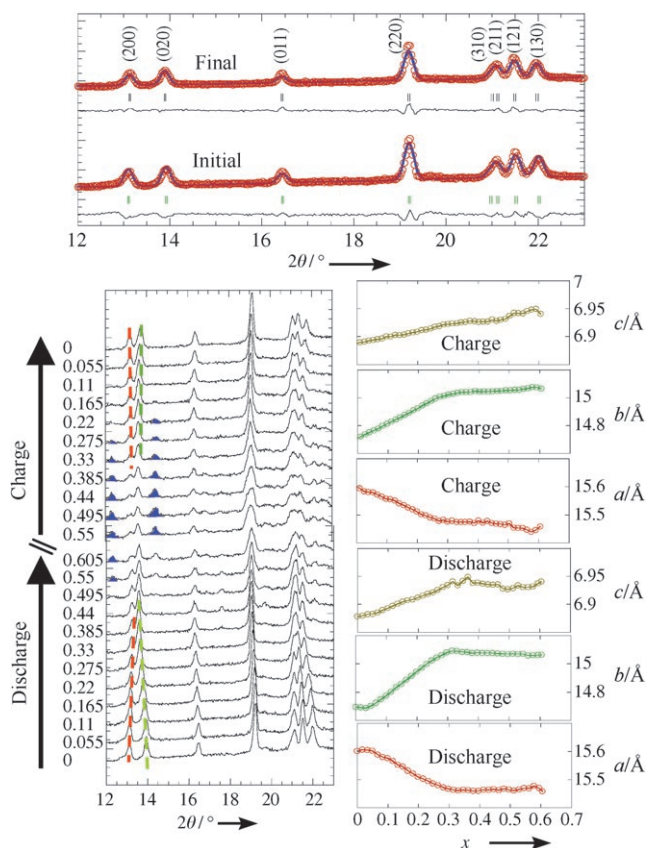 (200)
(020)
(011)
(220)
(310)
(211)
(121)
(130)
Final
Initial
12 14 16 18 20 22
2θ/°
Charge
0
0.055
0.11
0.165
0.22
0.275
0.33
0.385
0.44
0.495
0.55
Discharge
0.605
0.55
0.495
0.44
0.385
0.33
0.275
0.22
0.165
0.11
0.055
0
12 14 16 18 20 22
2θ/°
7
6.95
6.9
c/Å
Charge
15
14.8
b/Å
Charge
Charge
15.6
15.5
a/Å
Discharge
6.95
6.9
c/Å
15
14.8
b/Å
Discharge
Discharge
15.6
15.5
a/Å
0 0.1 0.2 0.3 0.4 0.5 0.6 0.7
x